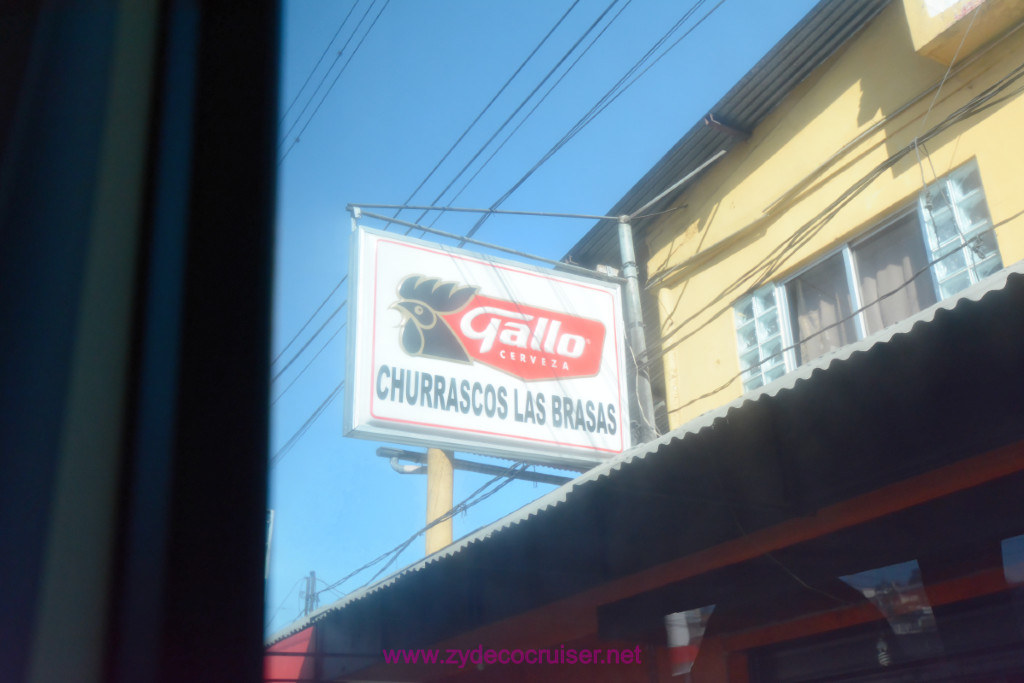 Gallo
CERVEZA
CHURRASCOS LAS BRASAS
www.zydecocruiser.net